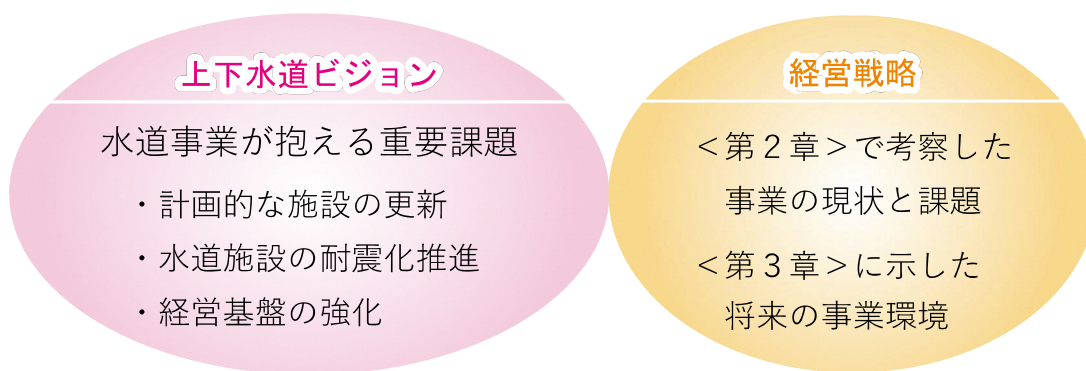 上下水道ビジョン
水道事業が抱える重要課題
・計画的な施設の更新
・水道施設の耐震化推進
・経営基盤の強化
経営戦略
＜第２章＞で考察した
事業の現状と課題
＜第３章＞に示した
将来の事業環境